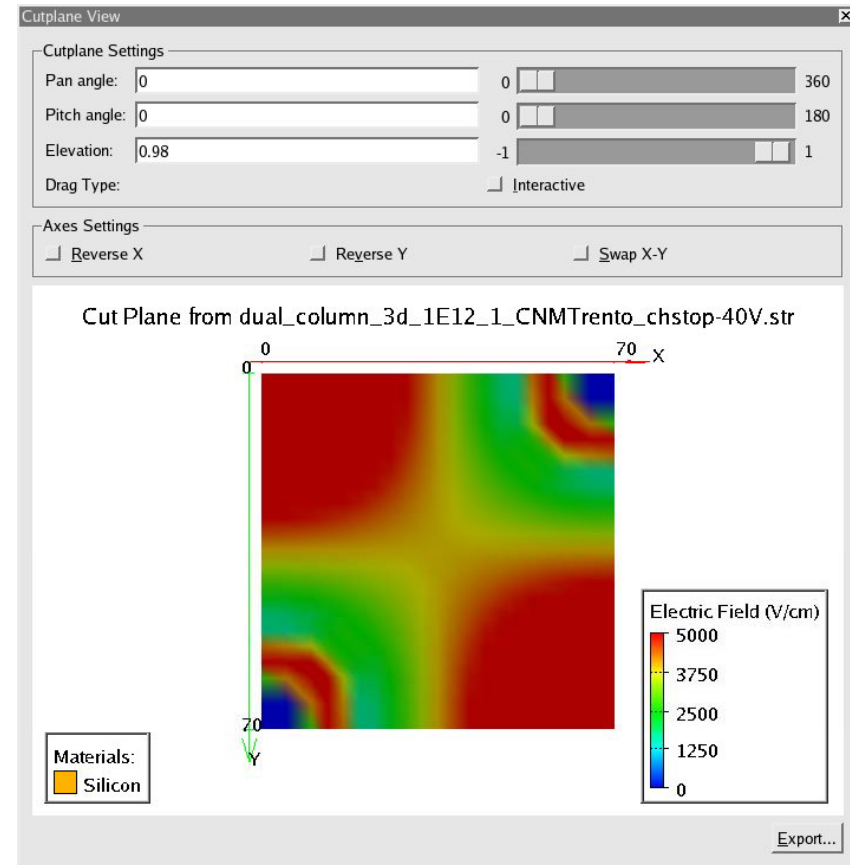 Cutplane View
Cutplane Settings
Pan angle: 0 0 360
Pitch angle: 0 0 180
Elevation: 0.98 -1 1
Drag Type: Interactive
Axes Settings
Reverse X Reverse Y Swap X-Y
Cut Plane from dual_column_3d_1E12_1_CNMTrento_chstop-40V.str
0 70 X
0
70
Y
Electric Field (V/cm)
5000
3750
2500
1250
0
Materials:
Silicon
Export...